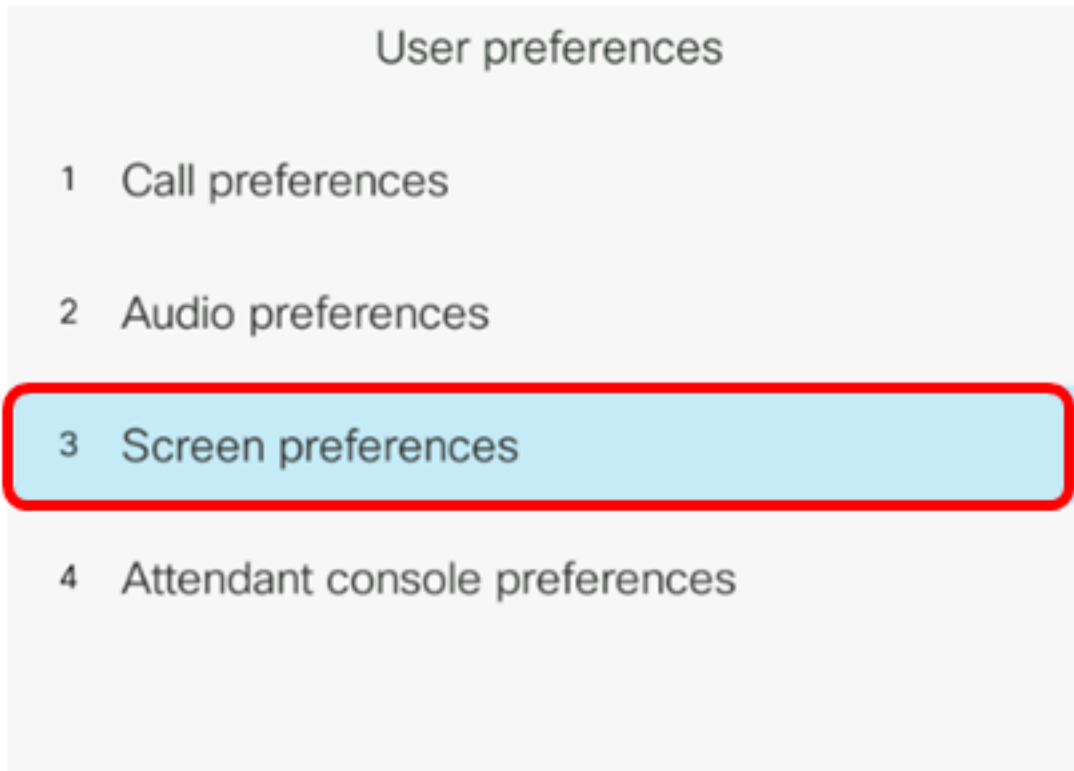 User preferences
1 Call preferences
2 Audio preferences
3 Screen preferences
4 Attendant console preferences